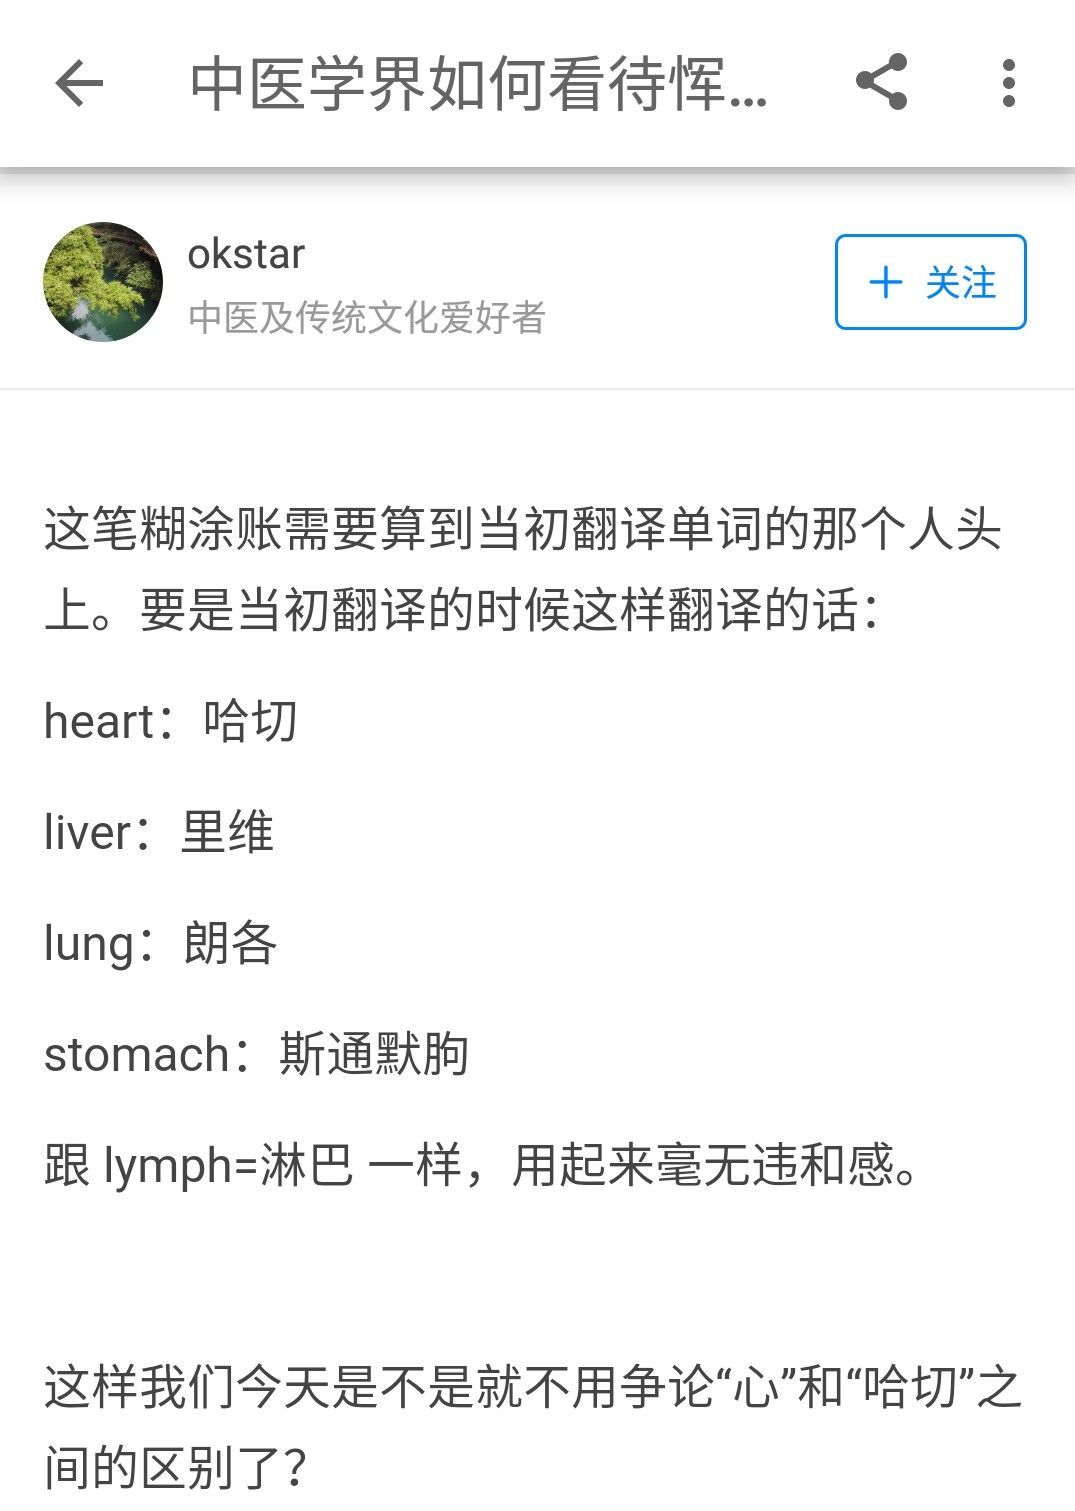 中医学界如何看待恽...
okstar
中医及传统文化爱好者
+ 关注
这笔糊涂账需要算到当初翻译单词的那个人头
上。要是当初翻译的时候这样翻译的话：
heart：哈切
liver：里维
lung：朗各
stomach：斯通默朐
跟 lymph=淋巴 一样，用起来毫无违和感。
这样我们今天是不是就不用争论“心”和“哈切”之
间的区别了？